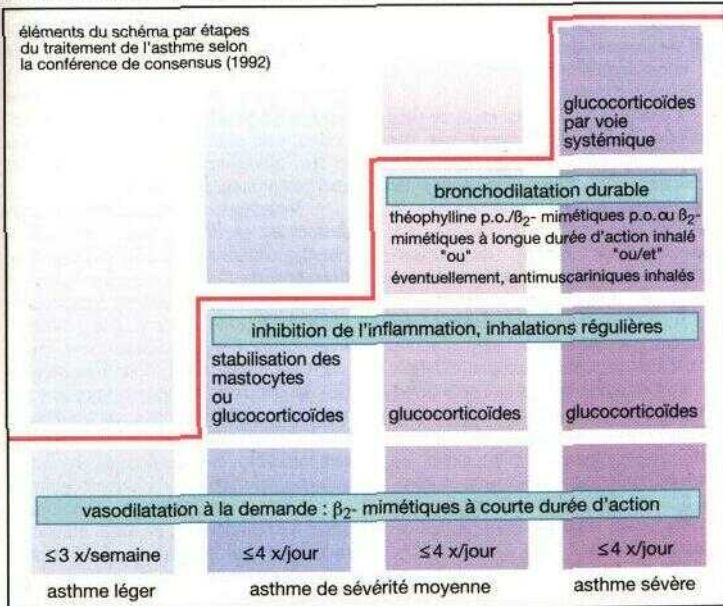 éléments du schéma par étapes
du traitement de l'asthme selon
la conférence de consensus (1992)
glucocorticoïdes
par voie
systémique
bronchodilatation durable
théophylline p.o./ß₂- mimétiques p.o. ou ß₂-
mimétiques à longue durée d'action inhalé
"ou" "ou/et"
éventuellement, antimuscariniques inhalés
inhibition de l'inflammation, inhalations régulières
stabilisation des
mastocytes
ou
glucocorticoïdes glucocorticoïdes glucocorticoïdes
vasodilatation à la demande : β₂- mimétiques à courte durée d'action
≤3 x/semaine ≤4 x/jour ≤4 x/jour ≤4 x/jour
asthme léger asthme de sévérité moyenne asthme sévère